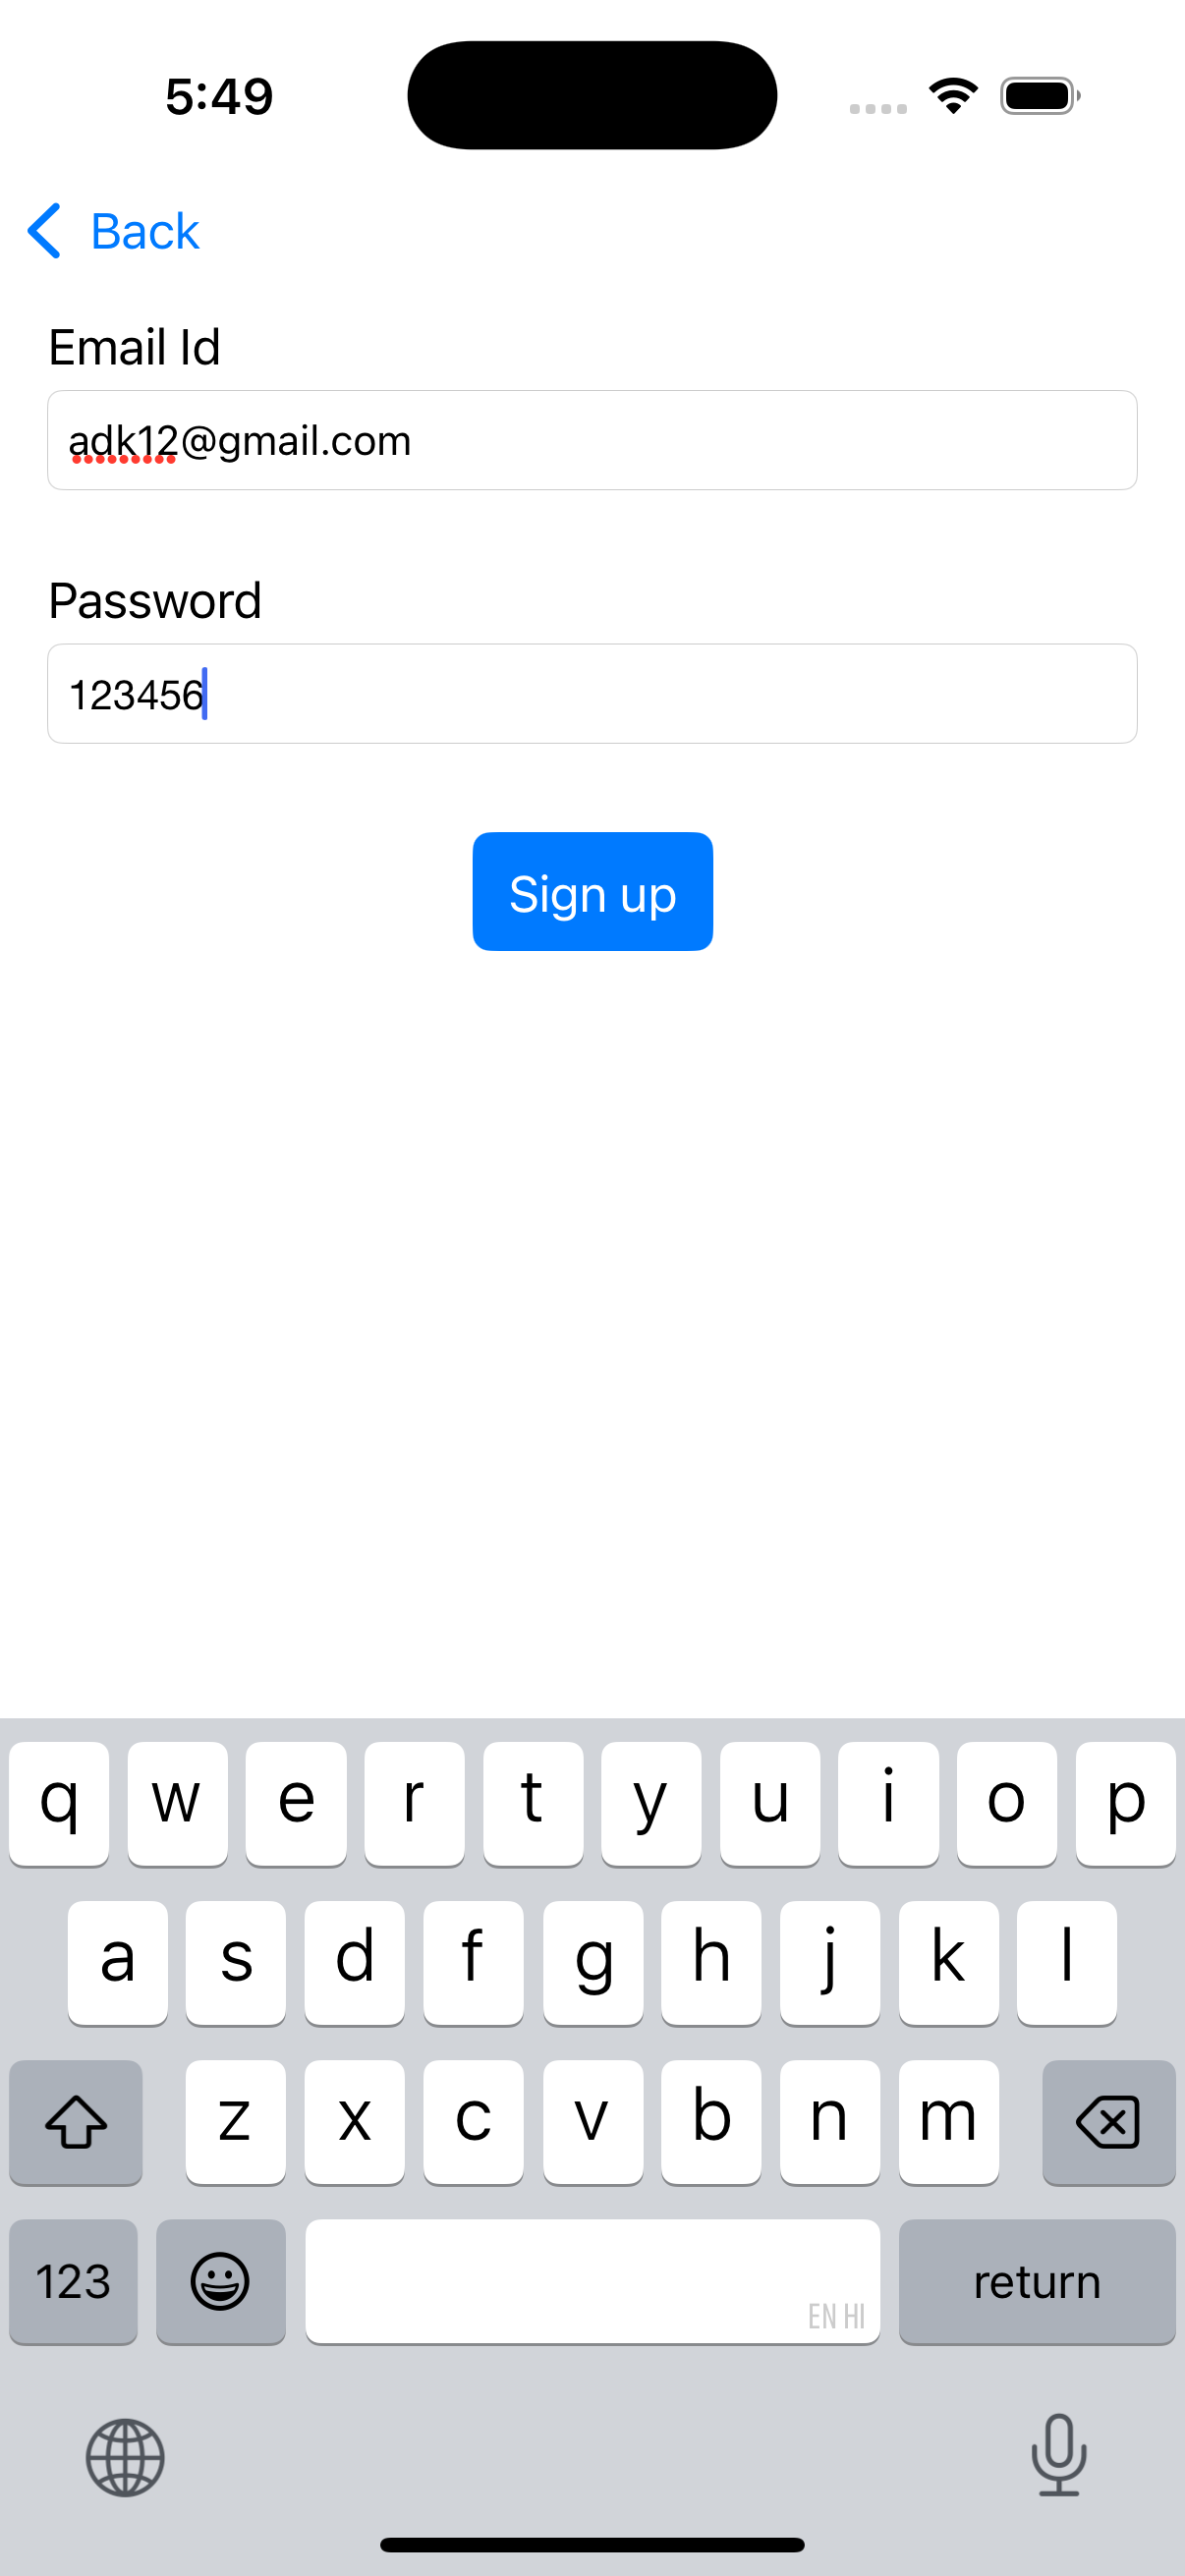 5:49
Back
Email Id
adk12@gmail.com
Password
123456
Sign up
q w e r t y u i o p
a s d f g h j k l
z x c v b n m
123 return
EN HI